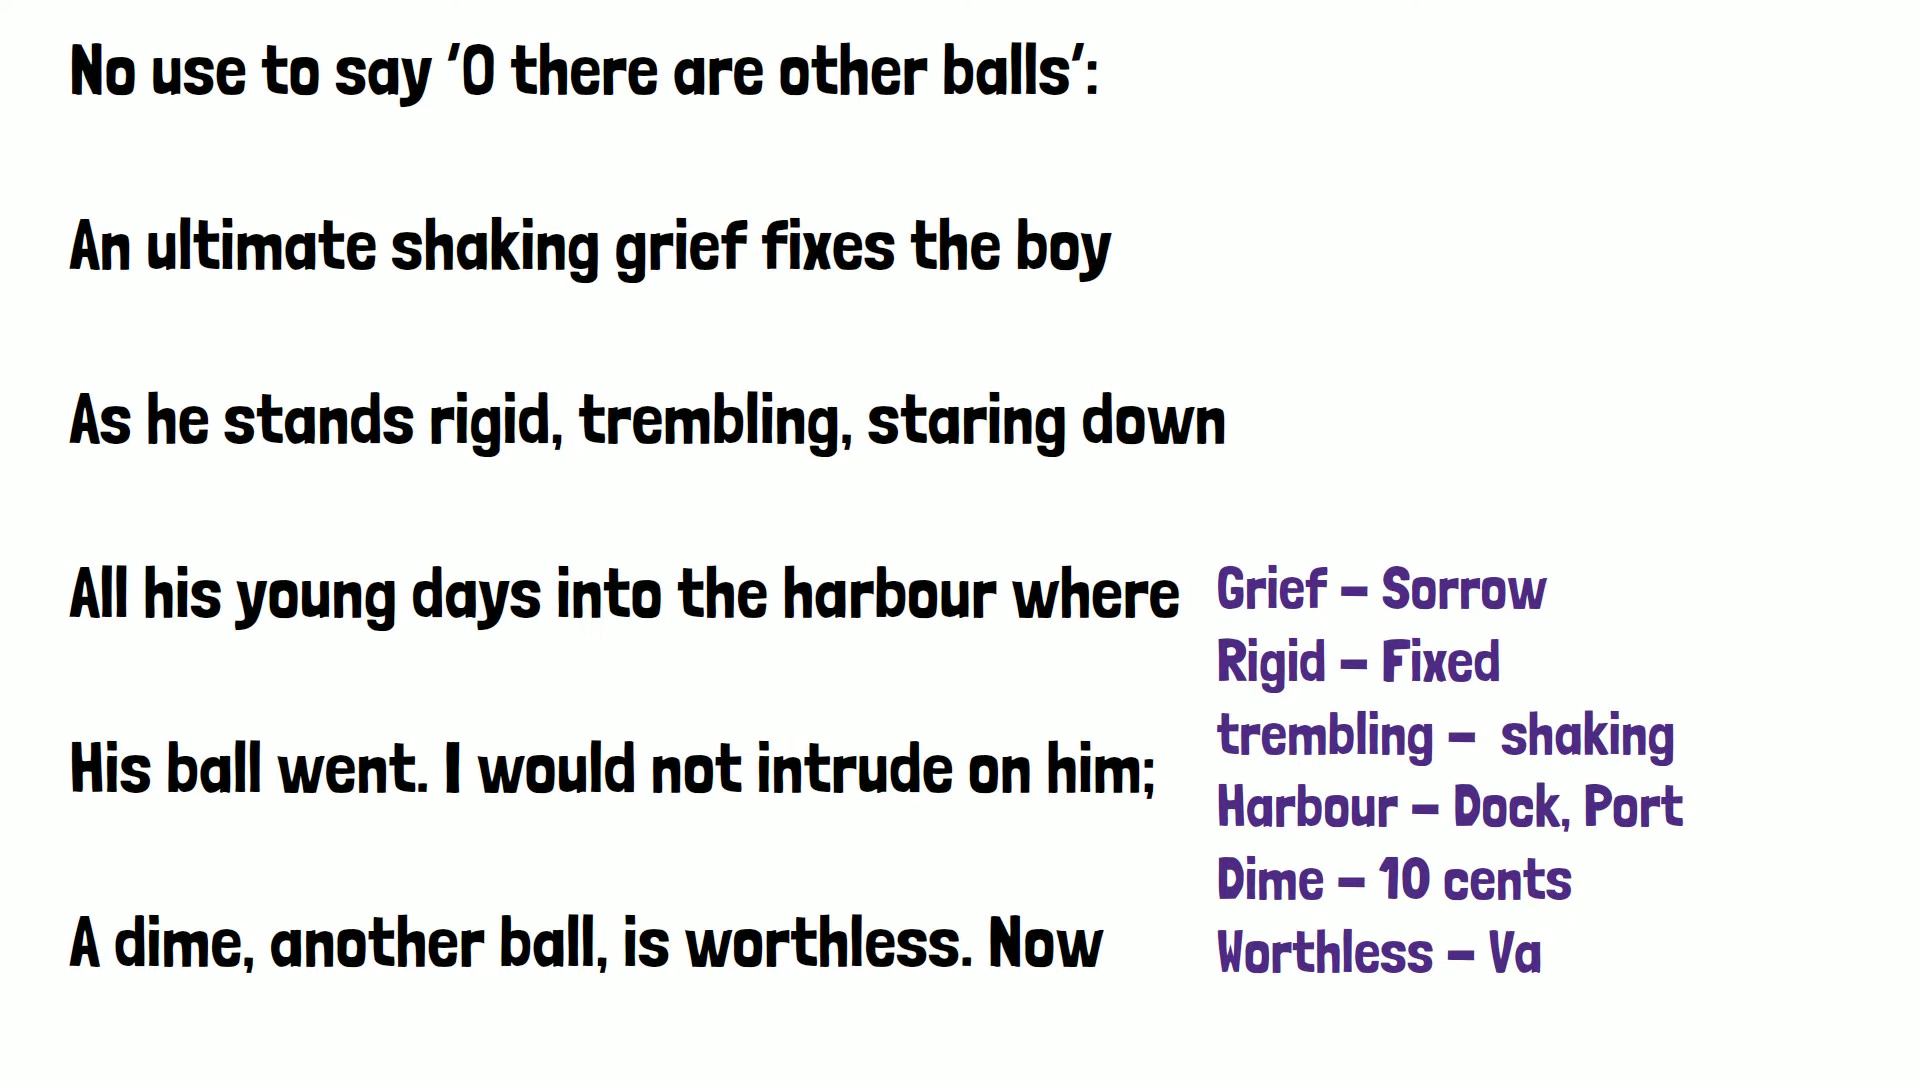 No use to say ‘O there are other balls’:
An ultimate shaking grief fixes the boy
As he stands rigid, trembling, staring down
All his young days into the harbour where
His ball went. I would not intrude on him;
A dime, another ball, is worthless. Now
Grief – Sorrow
Rigid – Fixed
trembling – shaking
Harbour – Dock, Port
Dime – 10 cents
Worthless – Va